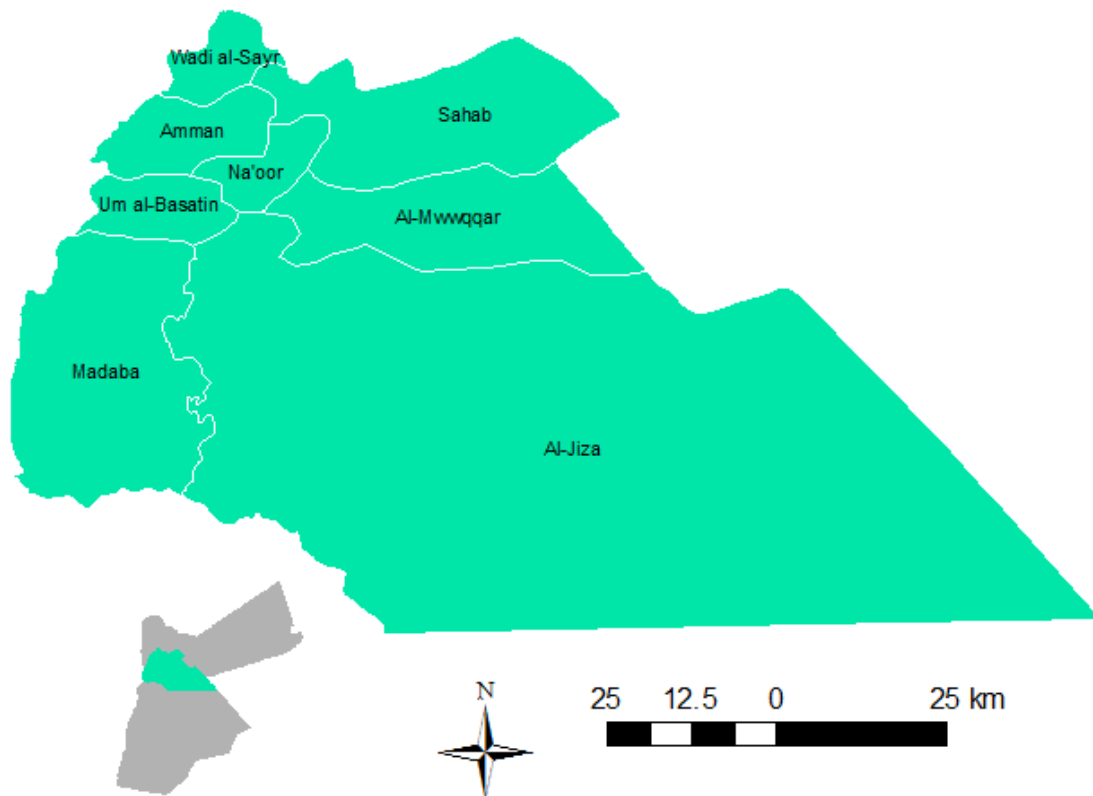 Wadi al-Sayr
Sahab
Amman
Na'oor
Um al-Basatin
Al-Mwwqqar
Madaba
Al-Jiza
N
25 12.5 0 25 km